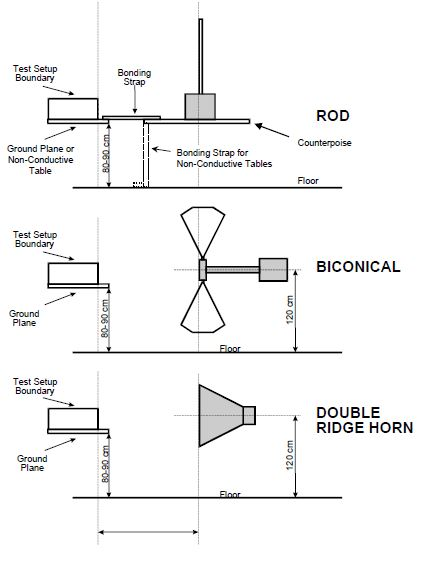 Test Setup
Boundary
Bonding
Strap
ROD
Counterpoise
Ground Plane or
Non-Conductive
Table
80-90 cm
Bonding Strap for
Non-Conductive Tables
Floor
Test Setup
Boundary
BICONICAL
Ground
Plane
80-90 cm
120 cm
Floor
Test Setup
Boundary
DOUBLE
RIDGE HORN
Ground
Plane
80-90 cm
120 cm
Floor